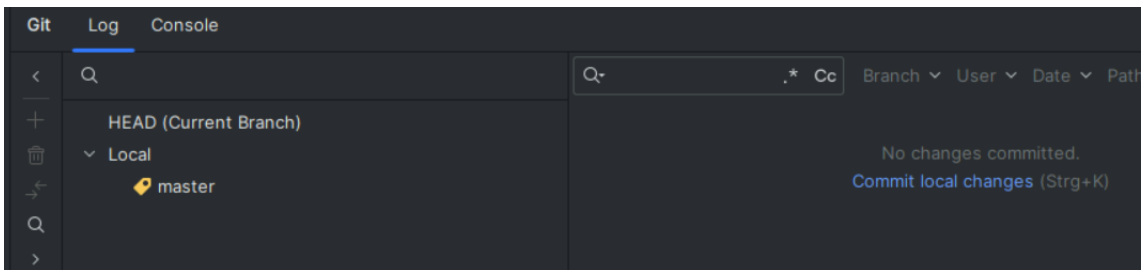 Git Log Console
.* Cc Branch User Date Path
HEAD (Current Branch)
Local
master
No changes committed.
Commit local changes (Strg+K)